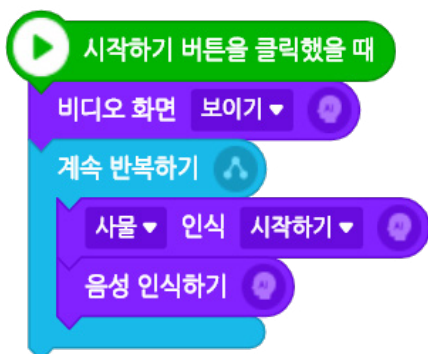 시작하기 버튼을 클릭했을 때
비디오 화면 보이기
계속 반복하기
사물 인식 시작하기
음성 인식하기